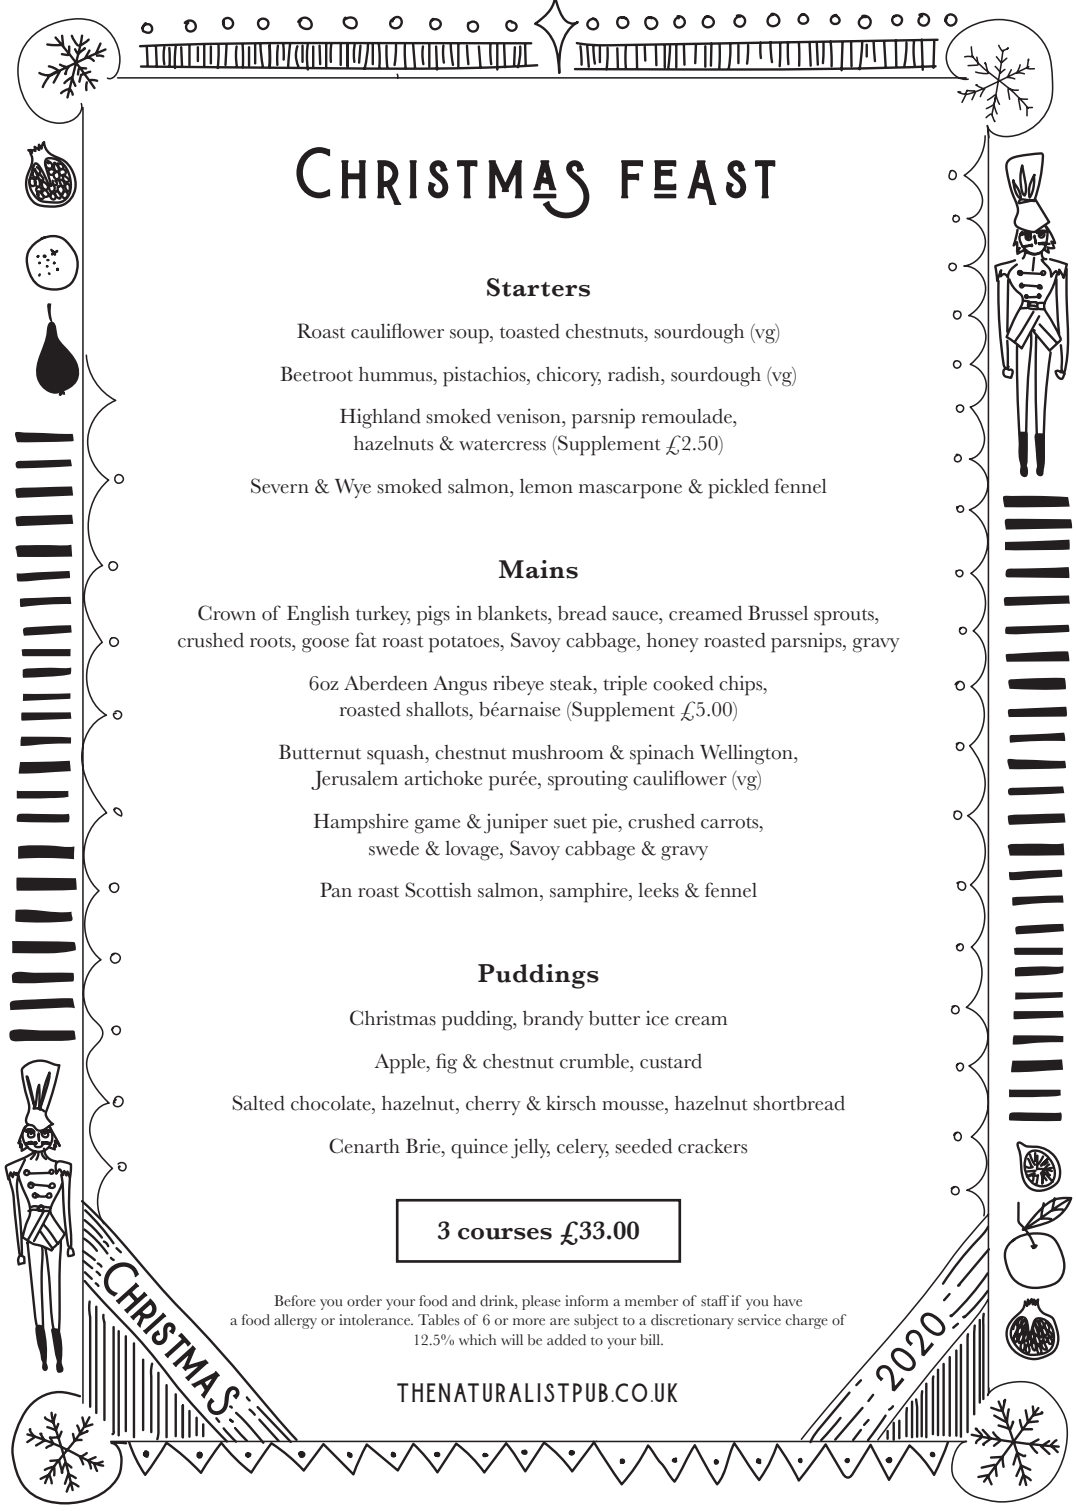 Christmas Feast
Starters
Roast cauliflower soup, toasted chestnuts, sourdough (vg)
Beetroot hummus, pistachios, chicory, radish, sourdough (vg)
Highland smoked venison, parsnip remoulade,
hazelnuts & watercress (Supplement £2.50)
Severn & Wye smoked salmon, lemon mascarpone & pickled fennel
Mains
Crown of English turkey, pigs in blankets, bread sauce, creamed Brussel sprouts,
crushed roots, goose fat roast potatoes, Savoy cabbage, honey roasted parsnips, gravy
6oz Aberdeen Angus ribeye steak, triple cooked chips,
roasted shallots, béarnaise (Supplement £5.00)
Butternut squash, chestnut mushroom & spinach Wellington,
Jerusalem artichoke purée, sprouting cauliflower (vg)
Hampshire game & juniper suet pie, crushed carrots,
swede & lovage, Savoy cabbage & gravy
Pan roast Scottish salmon, samphire, leeks & fennel
Puddings
Christmas pudding, brandy butter ice cream
Apple, fig & chestnut crumble, custard
Salted chocolate, hazelnut, cherry & kirsch mousse, hazelnut shortbread
Cenarth Brie, quince jelly, celery, seeded crackers
3 courses £33.00
Before you order your food and drink, please inform a member of staff if you have
a food allergy or intolerance. Tables of 6 or more are subject to a discretionary service charge of
12.5% which will be added to your bill.
CHRISTMAS
2020
THENATURALISTPUB.CO.UK